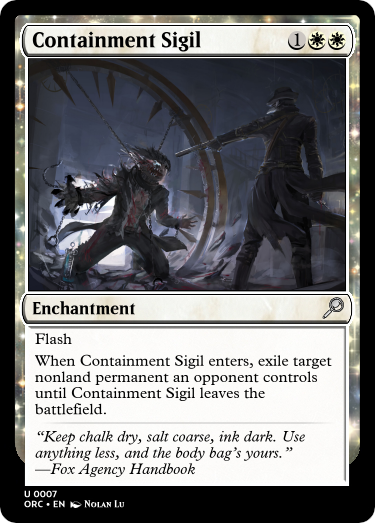 Containment Sigil 1
Enchantment
Flash
When Containment Sigil enters, exile target
nonland permanent an opponent controls
until Containment Sigil leaves the
battlefield.
“Keep chalk dry, salt coarse, ink dark. Use
anything less, and the body bag’s yours.”
—Fox Agency Handbook
U 0007
ORC • EN Nolan Lu